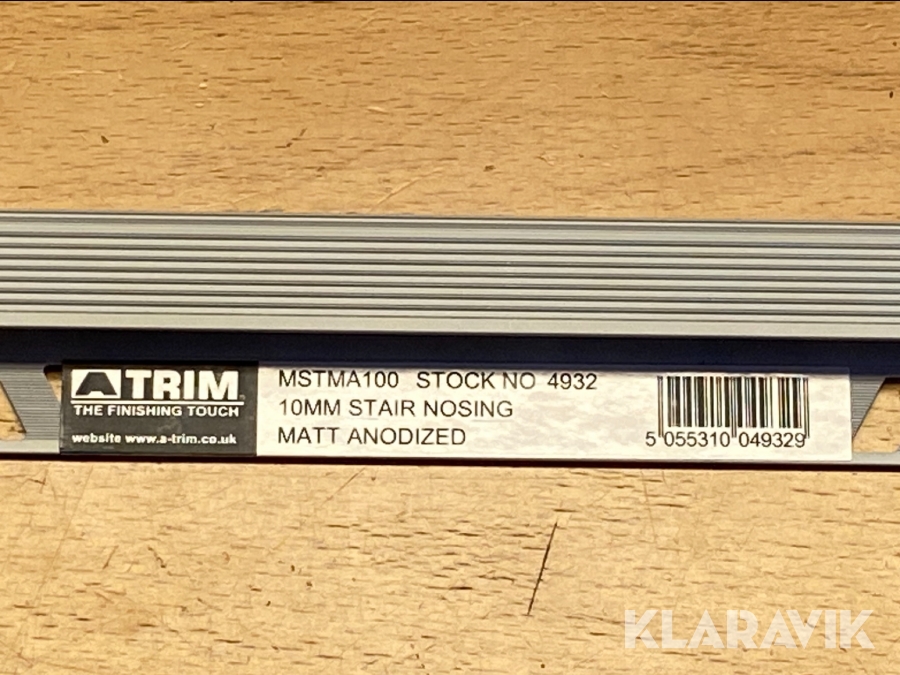 ATRIM
THE FINISHING TOUCH
website www.a-trim.co.uk
MSTMA100 STOCK NO 4932
10MM STAIR NOSING
MATT ANODIZED
5 055310 049329
KLARAVIK